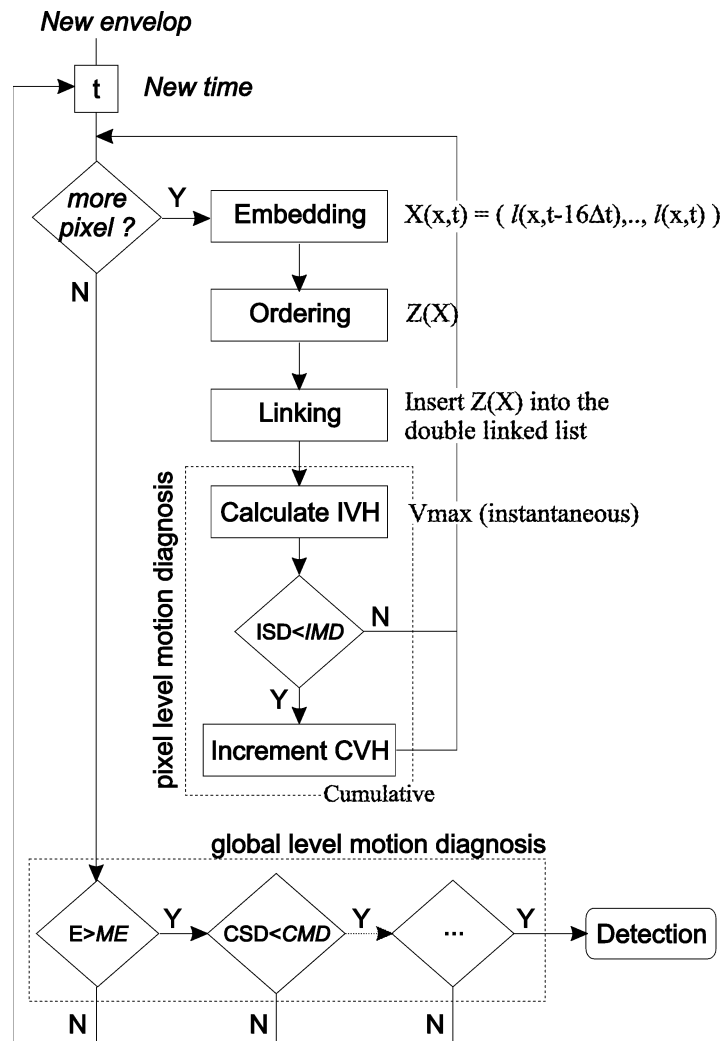 New envelop
t
New time
more
pixel ?
Y
Embedding
X(x,t) = ( l(x,t-16Δt),.., l(x,t) )
N
Ordering
Z(X)
Linking
Insert Z(X) into the
double linked list
pixel level motion diagnosis
Calculate IVH
Vmax (instantaneous)
ISD<IMD
N
Y
Increment CVH
Cumulative
global level motion diagnosis
E>ME
Y
CSD<CMD
Y
...
Y
Detection
N
N
N